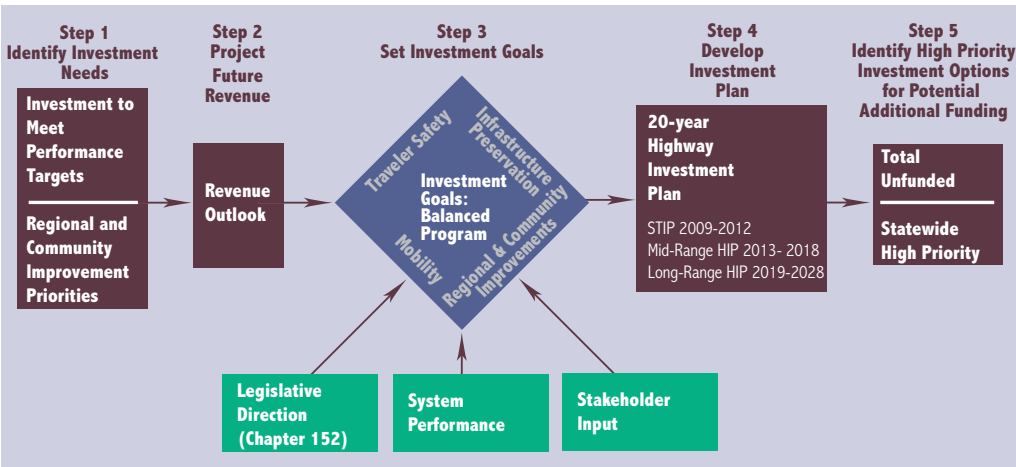 Step 1
Identify Investment
Needs
Investment to
Meet
Performance
Targets
Regional and
Community
Improvement
Priorities
Step 2
Project
Future
Revenue
Revenue
Outlook
Step 3
Set Investment Goals
Traveler Safety
Infrastructure
Preservation
Investment
Goals:
Balanced
Program
Mobility
Regional & Community
Improvements
Legislative
Direction
(Chapter 152)
System
Performance
Stakeholder
Input
Step 4
Develop
Investment
Plan
20-year
Highway
Investment
Plan
STIP 2009-2012
Mid-Range HIP 2013- 2018
Long-Range HIP 2019-2028
Step 5
Identify High Priority
Investment Options
for Potential
Additional Funding
Total
Unfunded
Statewide
High Priority